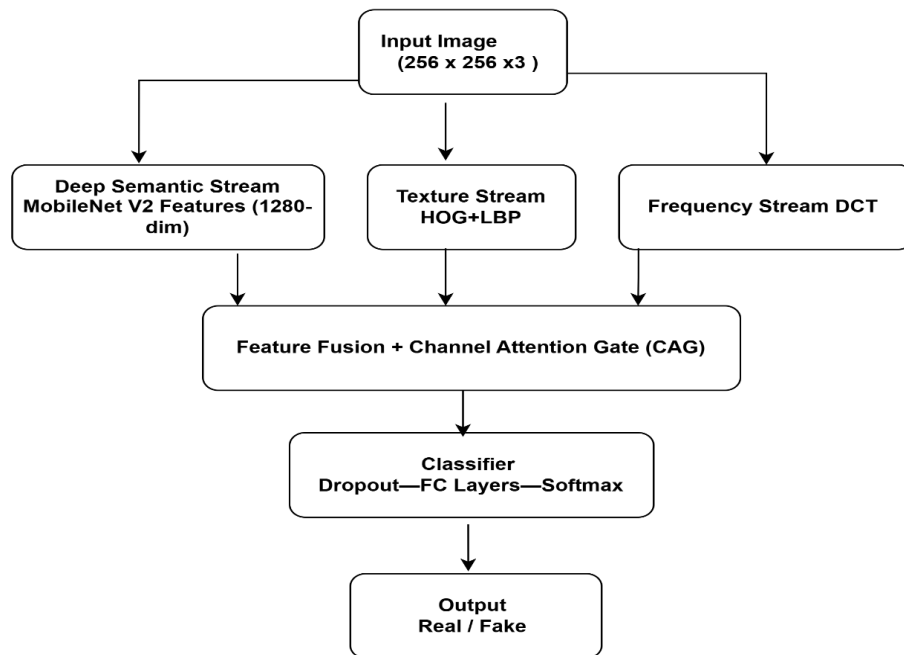 Input Image
(256 x 256 x3 )
Deep Semantic Stream
MobileNet V2 Features (1280-
dim)
Texture Stream
HOG+LBP
Frequency Stream DCT
Feature Fusion + Channel Attention Gate (CAG)
Classifier
Dropout—FC Layers—Softmax
Output
Real / Fake